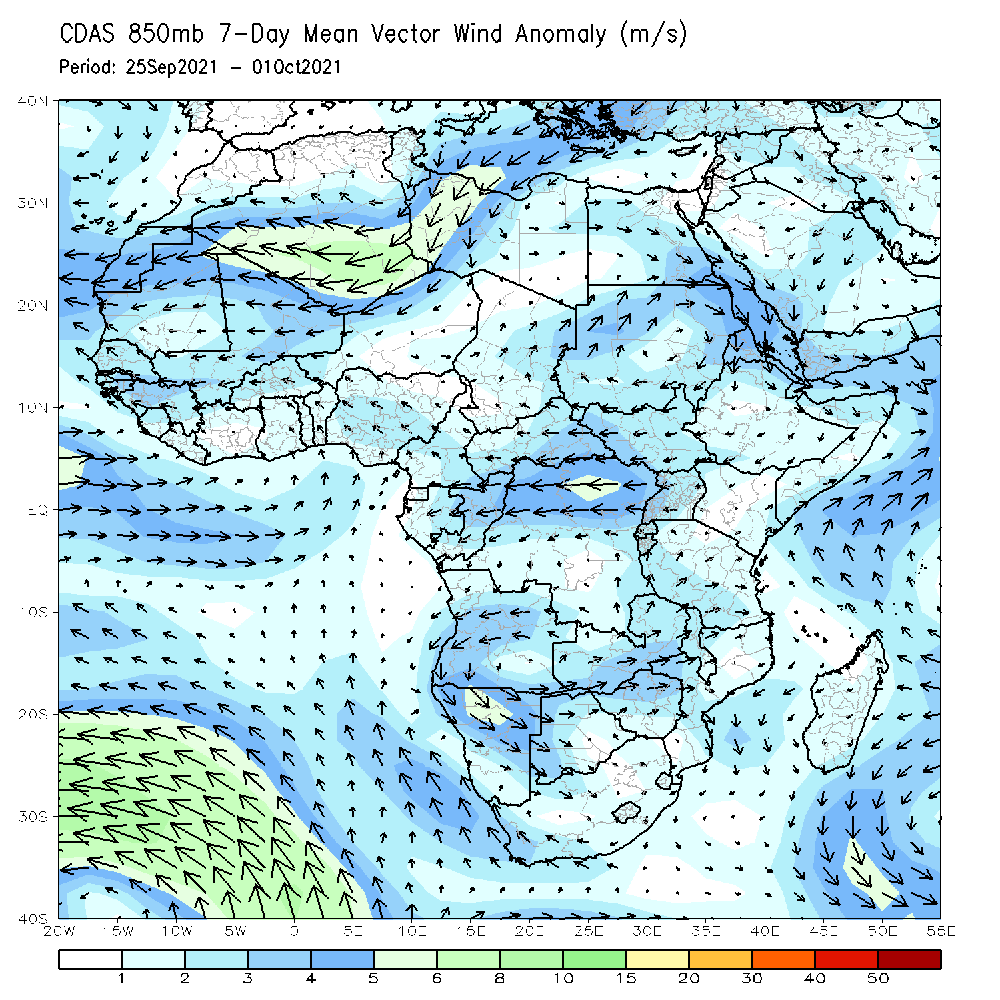 CDAS 850mb 7-Day Mean Vector Wind Anomaly (m/s)
Period: 25Sep2021 - 01Oct2021
40N
30N
20N
10N
EQ
10S
20S
30S
40S
20W 15W 10W 5W 0 5E 10E 15E 20E 25E 30E 35E 40E 45E 50E 55E
1 2 3 4 5 6 8 10 15 20 30 40 50